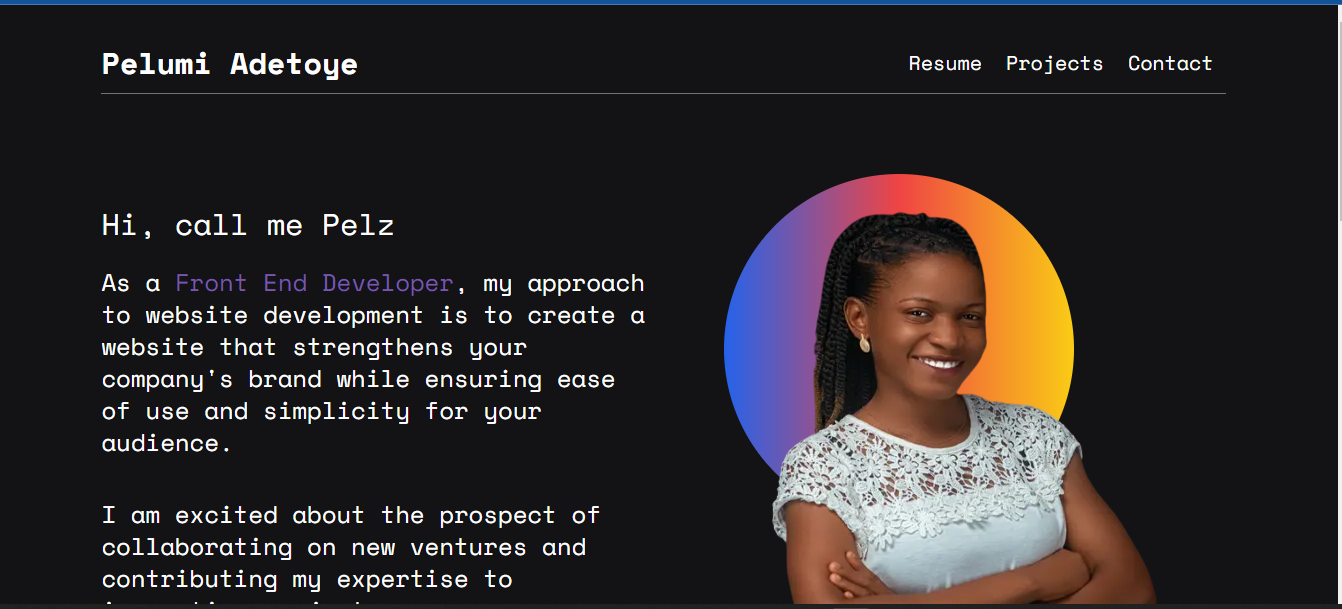 Pelumi Adetoye
Resume Projects Contact
Hi, call me Pelz
As a Front End Developer, my approach
to website development is to create a
website that strengthens your
company's brand while ensuring ease
of use and simplicity for your
audience.
I am excited about the prospect of
collaborating on new ventures and
contributing my expertise to